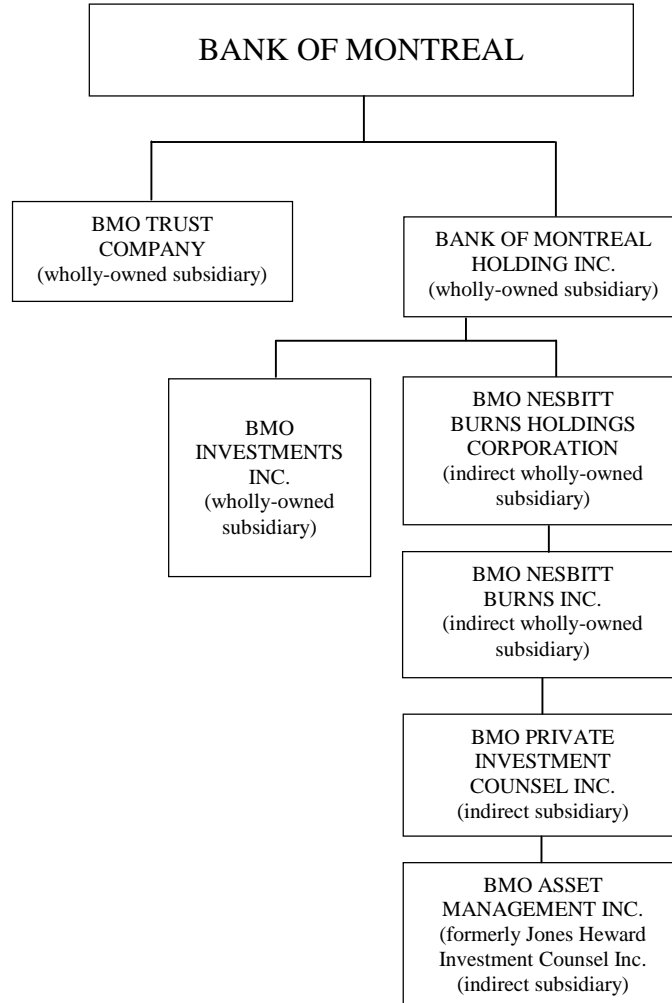 BANK OF MONTREAL
BMO TRUST
COMPANY
(wholly-owned subsidiary)
BANK OF MONTREAL
HOLDING INC.
(wholly-owned subsidiary)
BMO
INVESTMENTS
INC.
(wholly-owned
subsidiary)
BMO NESBITT
BURNS HOLDINGS
CORPORATION
(indirect wholly-owned
subsidiary)
BMO NESBITT
BURNS INC.
(indirect wholly-owned
subsidiary)
BMO PRIVATE
INVESTMENT
COUNSEL INC.
(indirect subsidiary)
BMO ASSET
MANAGEMENT INC.
(formerly Jones Heward
Investment Counsel Inc.
(indirect subsidiary)